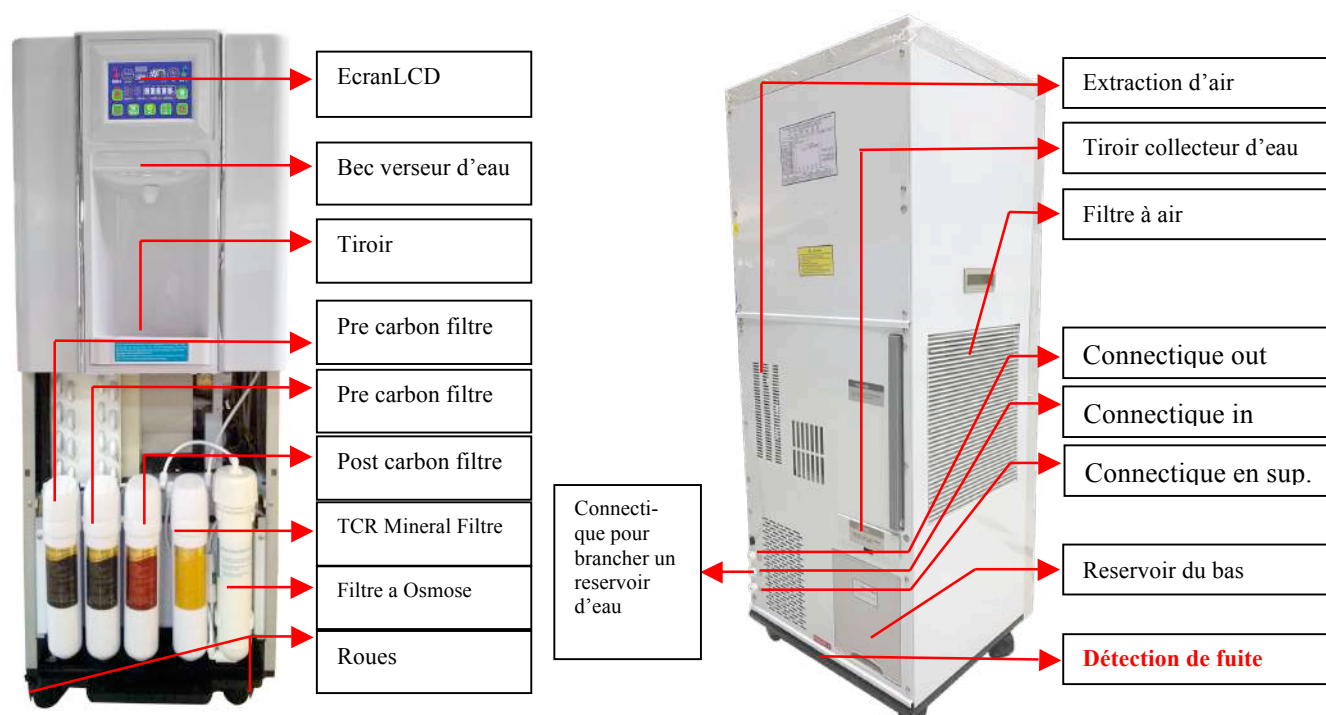 EcranLCD
Bec verseur d’eau
Tiroir
Pre carbon filtre
Pre carbon filtre
Post carbon filtre
TCR Mineral Filtre
Filtre a Osmose
Roues
Connecti-
que pour
brancher un
reservoir
d’eau
Extraction d’air
Tiroir collecteur d’eau
Filtre à air
Connectique out
Connectique in
Connectique en sup.
Reservoir du bas
Détection de fuite